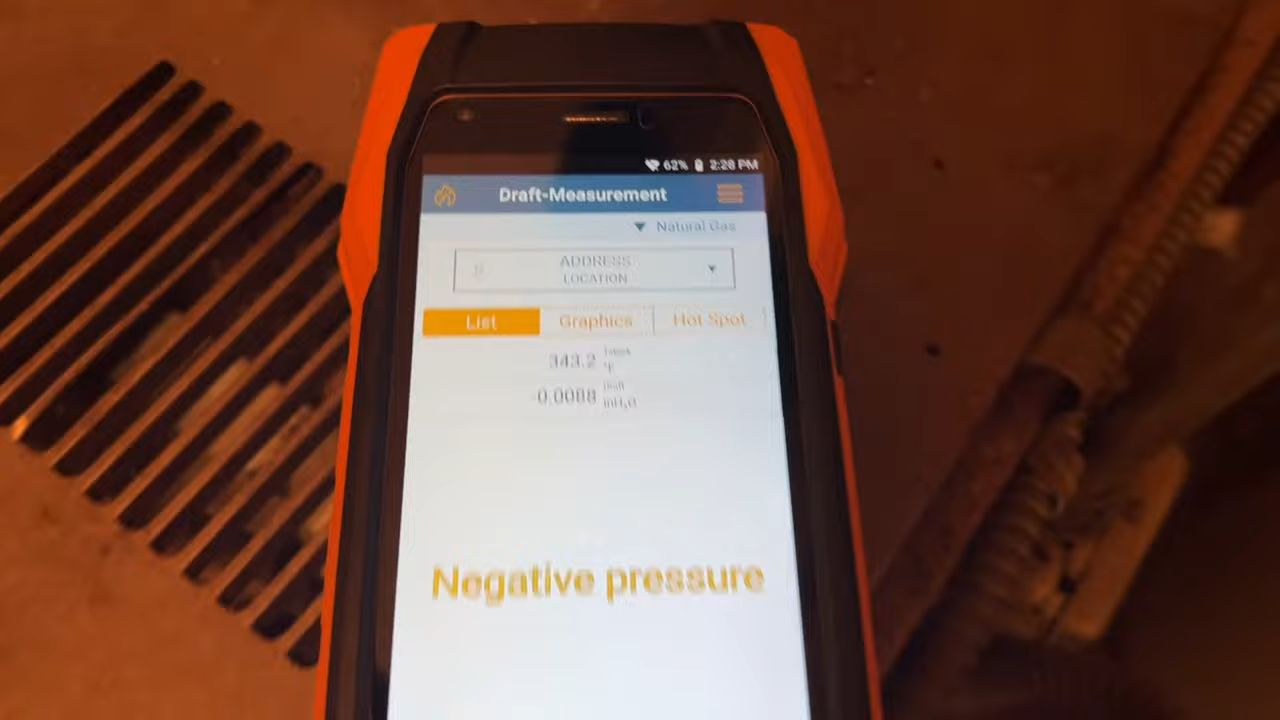 62% 2:28 PM
Draft-Measurement
Natural Gas
ADDRESS
LOCATION
List Graphics Hot Spot
343.2 °F
-0.0088 Draft inH₂O
Negative pressure